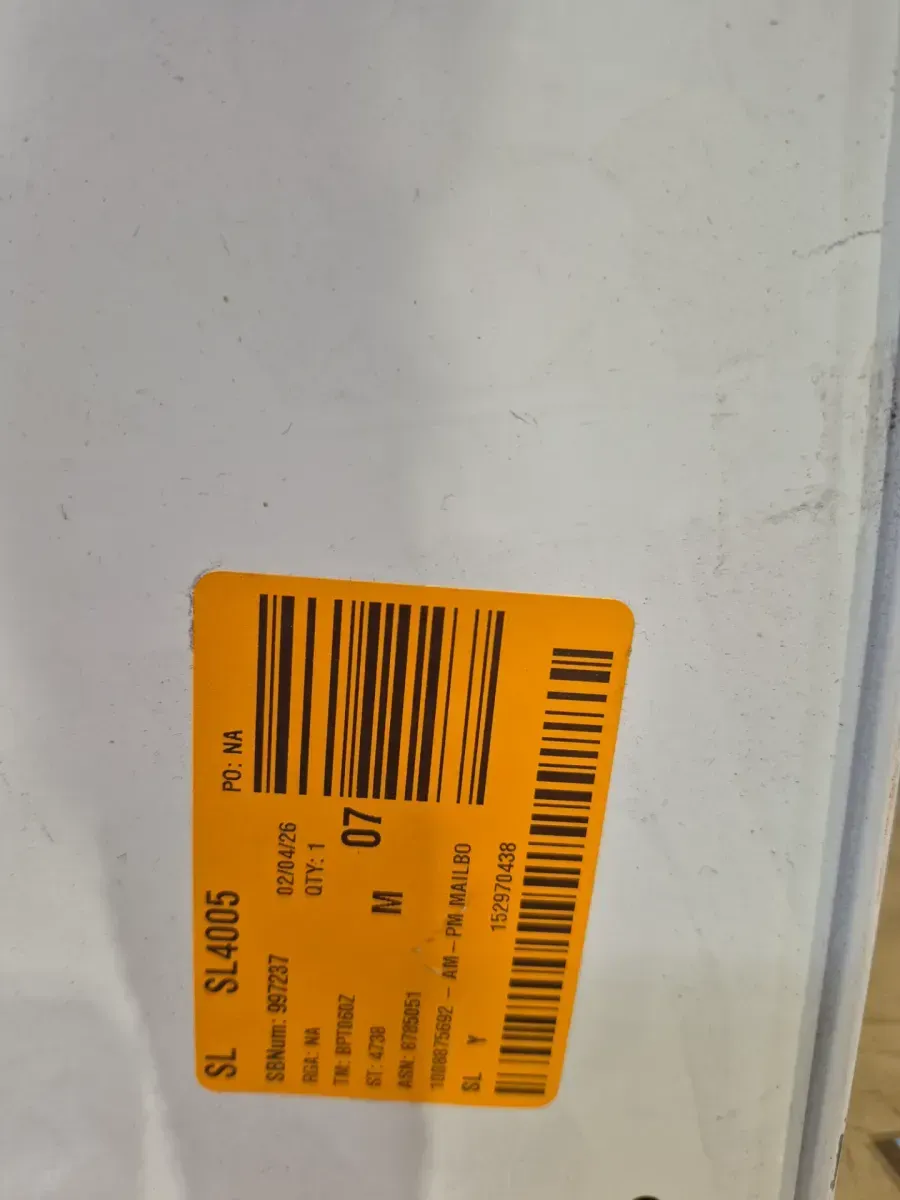 SL SL4005 PO: NA
SBNum: 997237 02/04/26
RGA: NA QTY: 1
TM: BPT060Z
ST: 4738 M 07
ASN: 8785051
1008875692 - AM-PM MAILBO
SL Y 152970438